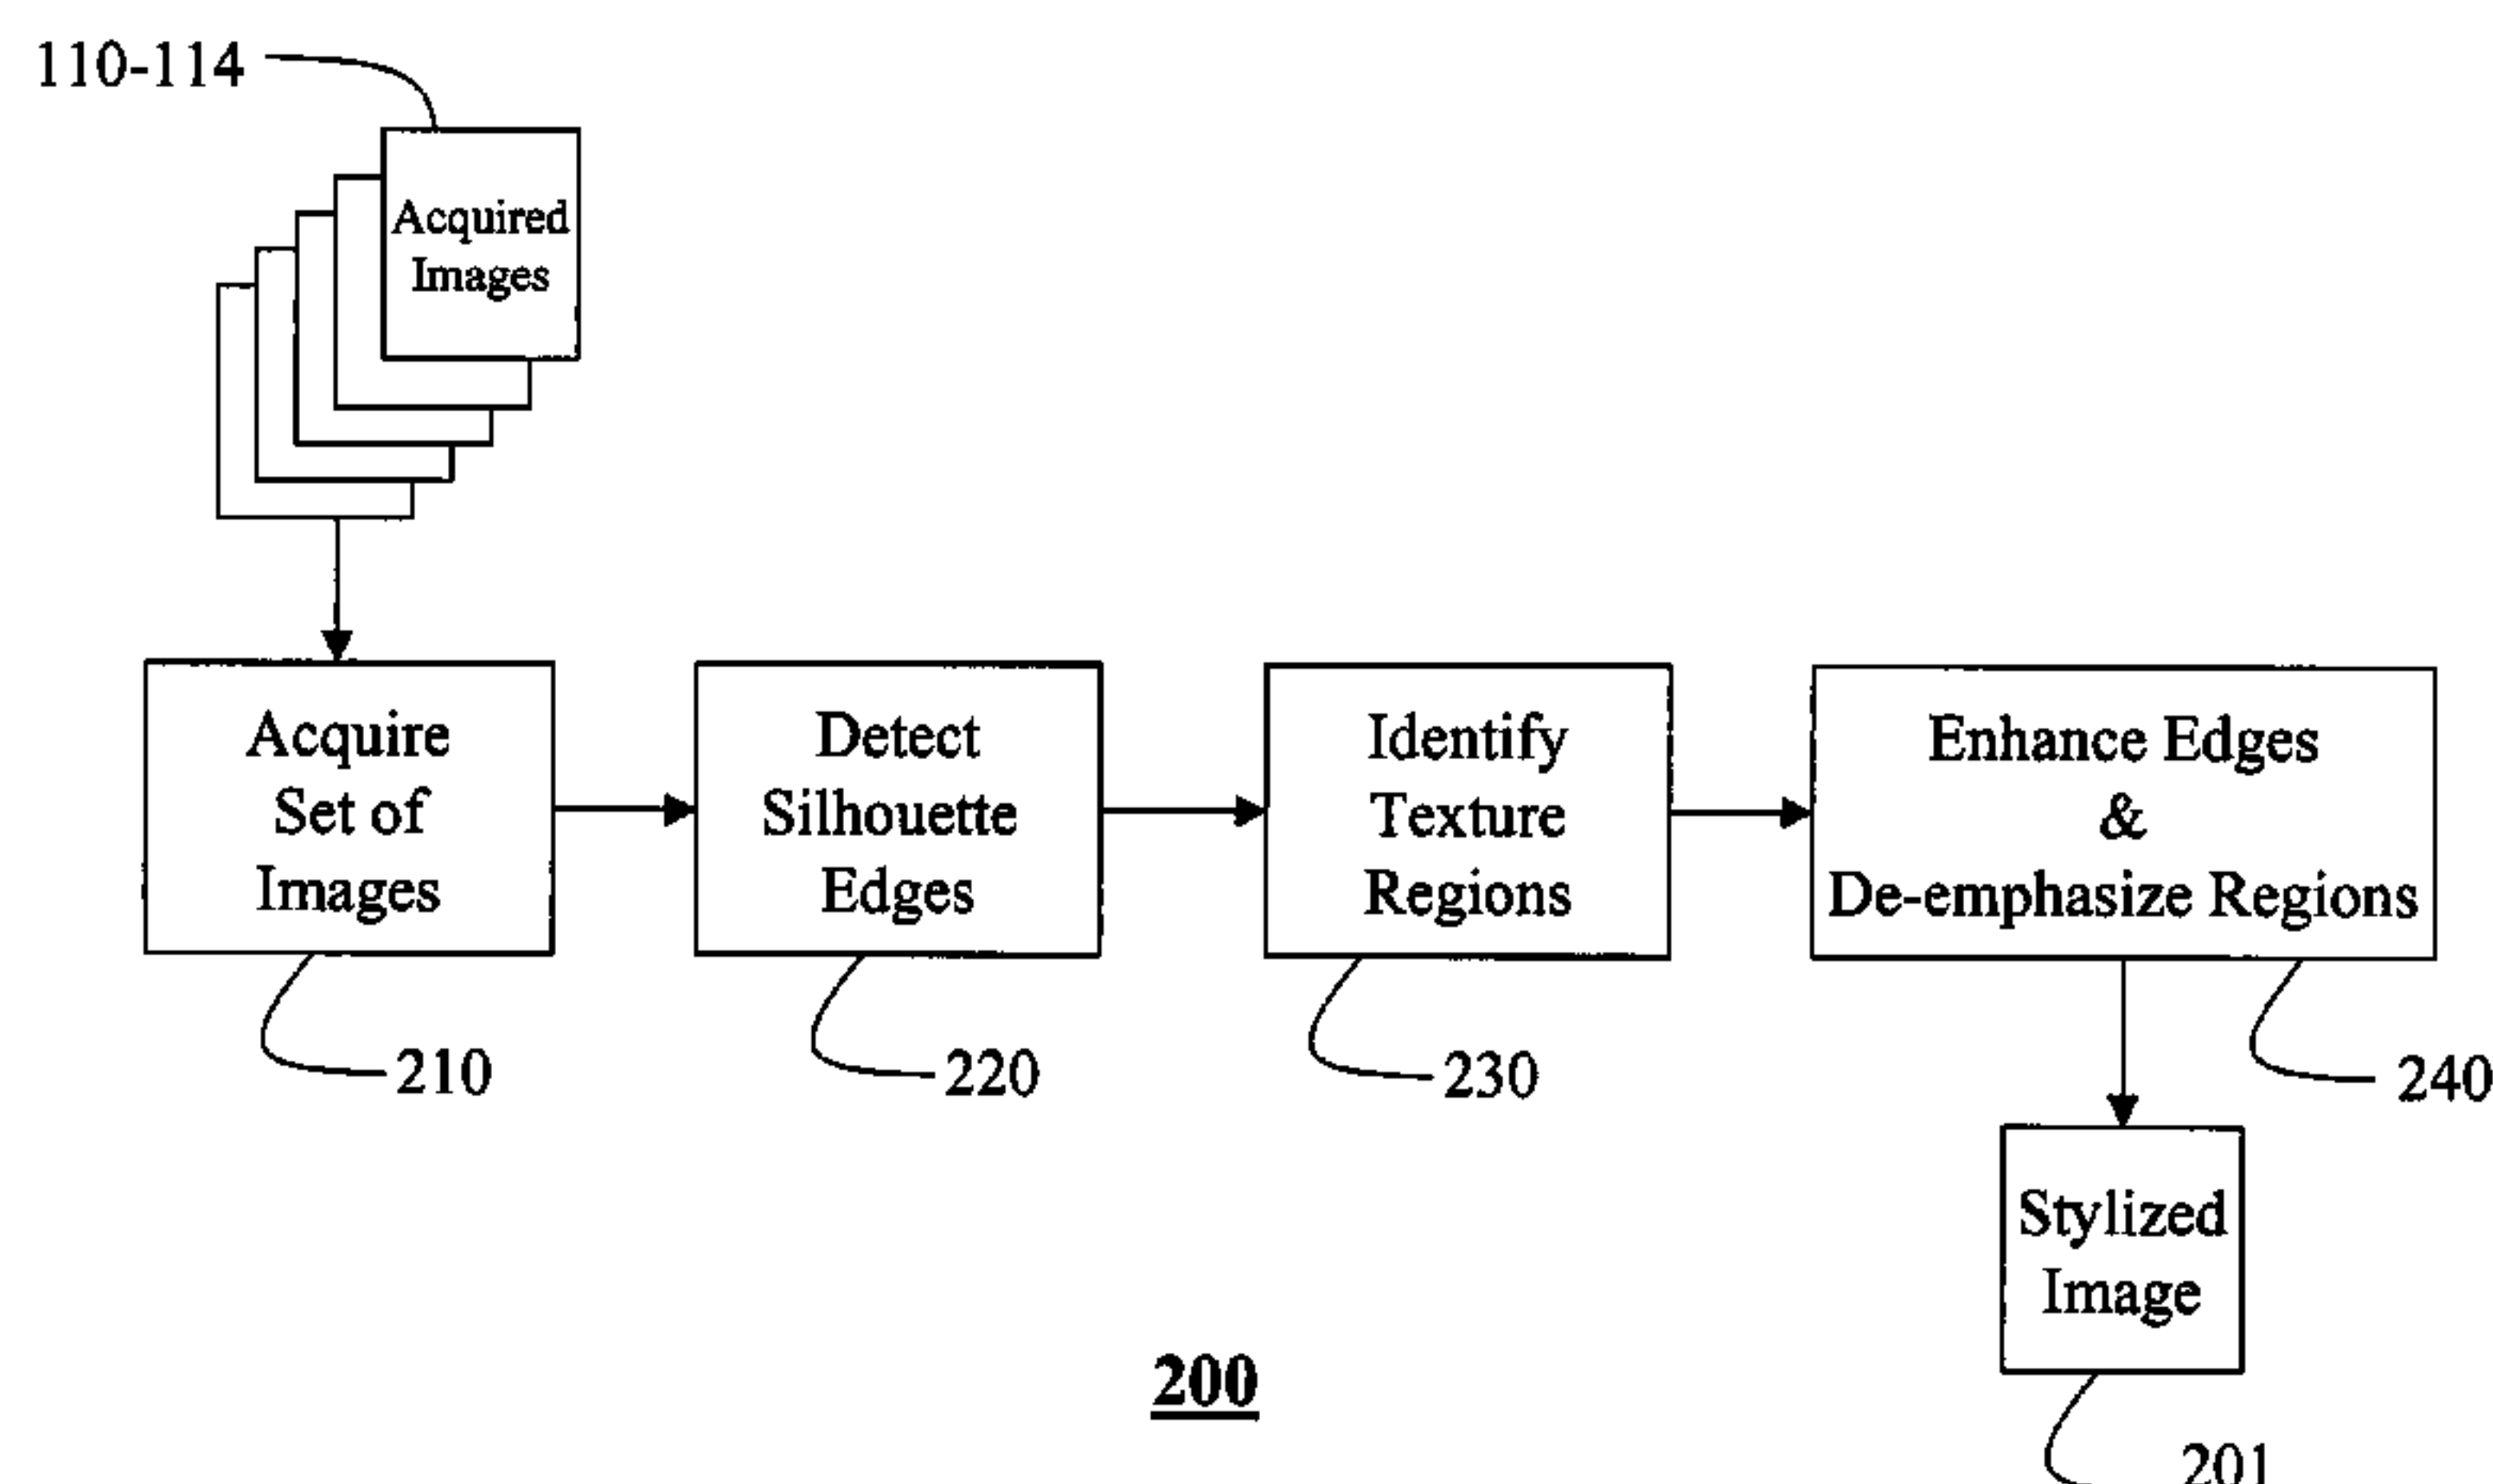 110-114
Acquired
Images
Acquire
Set of
Images
Detect
Silhouette
Edges
Identify
Texture
Regions
Enhance Edges
&
De-emphasize Regions
210
220
230
240
Stylized
Image
200
201